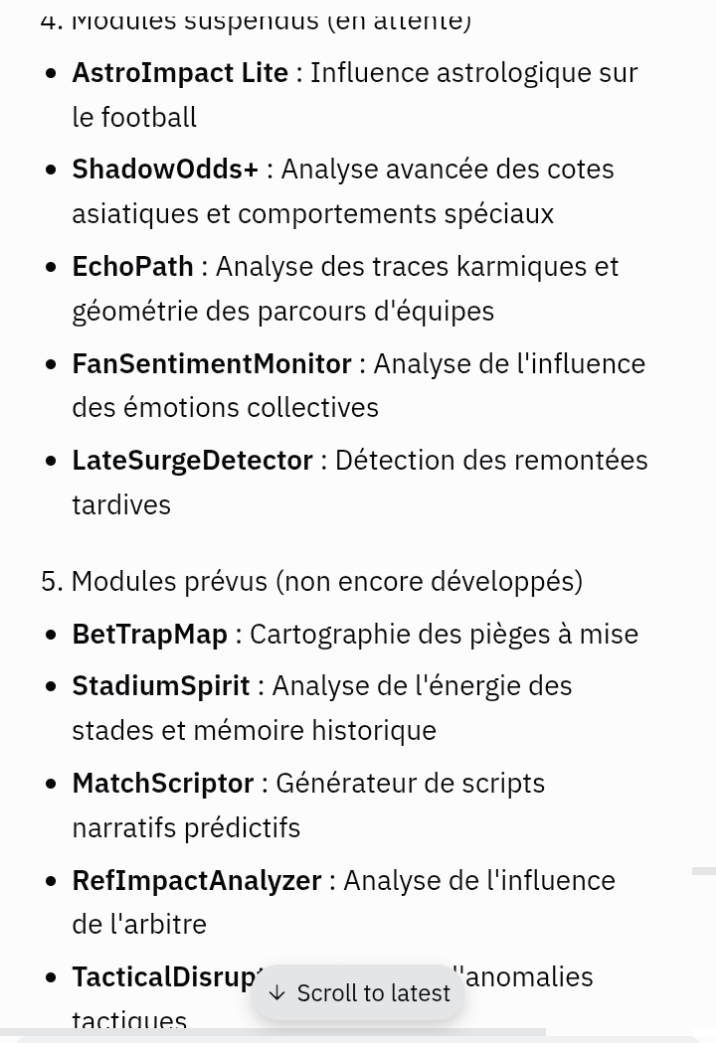 4. Modules suspendus (en attente)
• AstroImpact Lite : Influence astrologique sur
le football
• ShadowOdds+ : Analyse avancée des cotes
asiatiques et comportements spéciaux
• EchoPath : Analyse des traces karmiques et
géométrie des parcours d'équipes
• FanSentimentMonitor : Analyse de l'influence
des émotions collectives
• LateSurgeDetector : Détection des remontées
tardives
5. Modules prévus (non encore développés)
• BetTrapMap : Cartographie des pièges à mise
• StadiumSpirit : Analyse de l'énergie des
stades et mémoire historique
• MatchScriptor : Générateur de scripts
narratifs prédictifs
• RefImpactAnalyzer : Analyse de l'influence
de l'arbitre
• TacticalDisrup 'anomalies
tactiques
↓ Scroll to latest